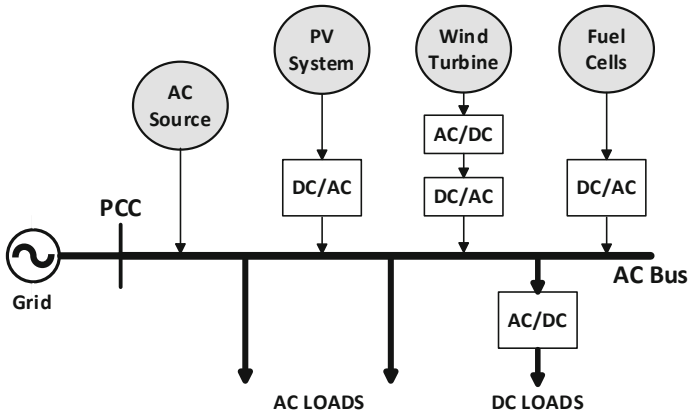 PV
System
Wind
Turbine
Fuel
Cells
AC
Source
AC/DC
DC/AC
DC/AC
DC/AC
PCC
Grid
AC Bus
AC/DC
AC LOADS
DC LOADS